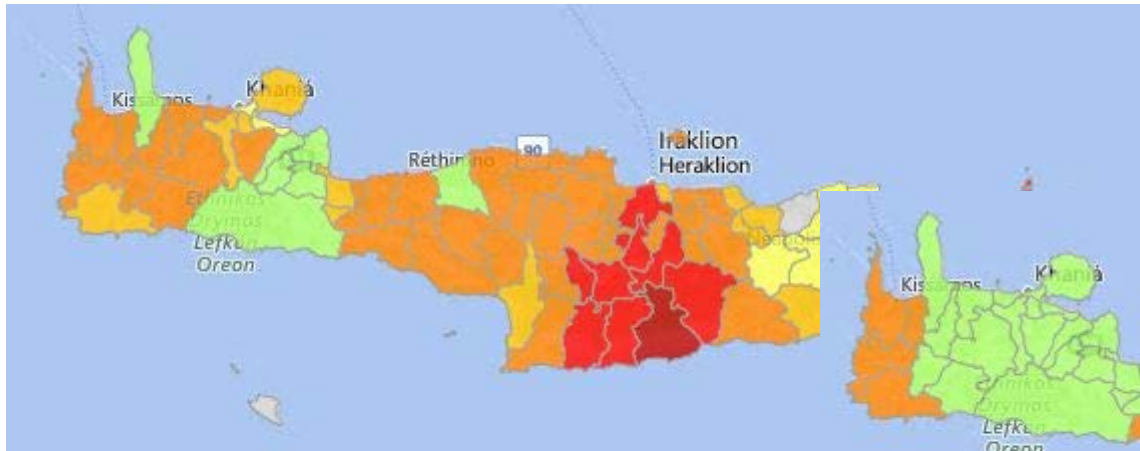 Khaniá
Kissamos
Iraklion
Heraklion
90
Réthimno
Ethnikos
Drymos
Lefkon
Oreon
Khaniá
Kissamos
Ethnikos
Drymos
Lefkon
Oreon